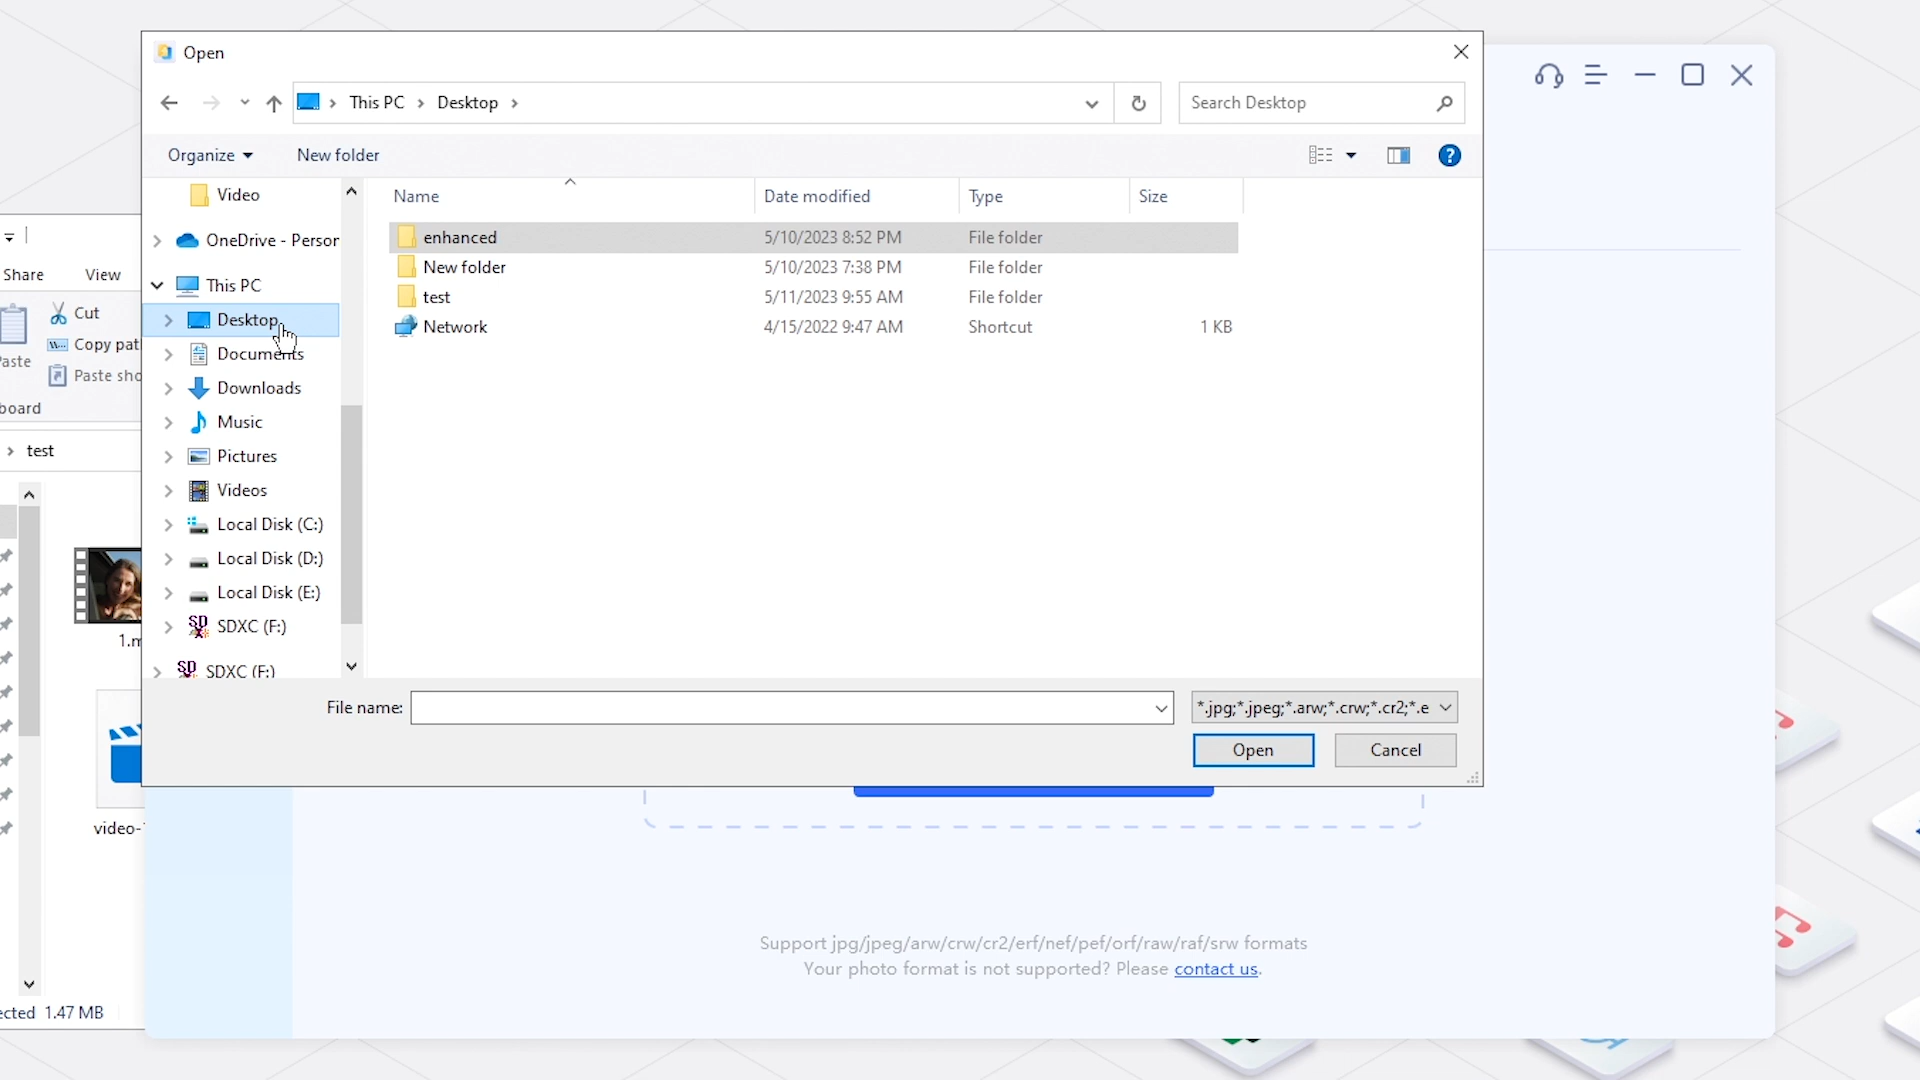 Open
This PC
Desktop
Search Desktop
Organize
New folder
?
Video
OneDrive - Person
This PC
Desktop
Documents
Downloads
Music
Pictures
Videos
Local Disk (C:)
Local Disk (D:)
Local Disk (E:)
SDXC (F:)
SDXC (F:)
Name Date modified Type Size
enhanced 5/10/2023 8:52 PM File folder
New folder 5/10/2023 7:38 PM File folder
test 5/11/2023 9:55 AM File folder
Network 4/15/2022 9:47 AM Shortcut 1 KB
File name:
*.jpg;*.jpeg;*.arw;*.crw;*.cr2;*.e
Open Cancel
Share View
Cut
Copy pat
aste
Paste sho
board
test
1.m
video-
ected 1.47 MB
Support jpg/jpeg/arw/crw/cr2/erf/nef/pef/orf/raw/raf/srw formats
Your photo format is not supported? Please contact us.